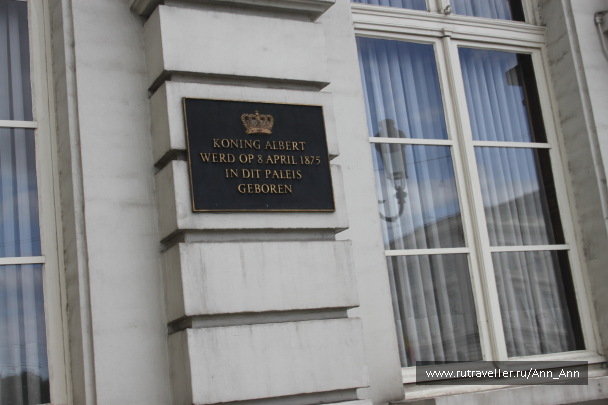 KONING ALBERT
WERD OP 8 APRIL 1875
IN DIT PALEIS
GEBOREN
www.rutraveller.ru/Ann_Ann